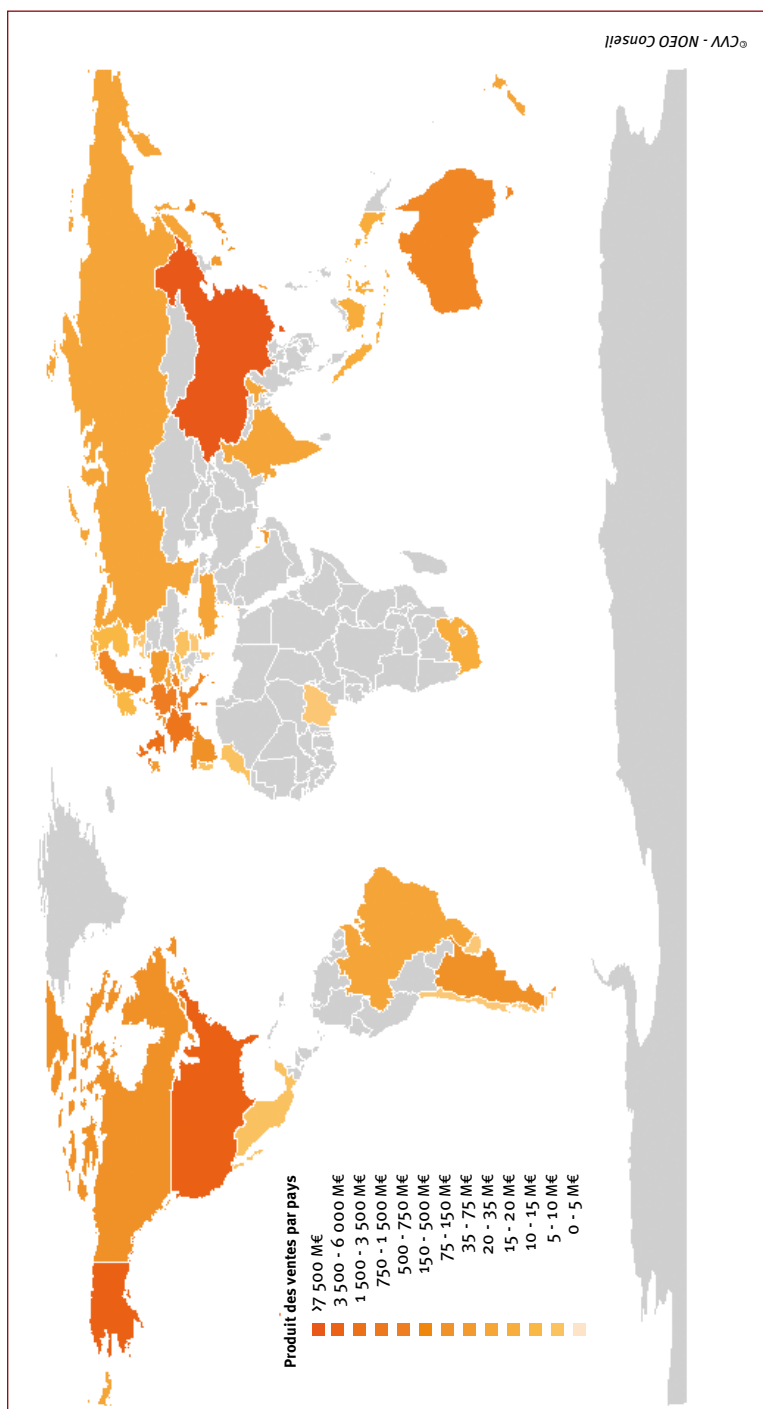 ©CVV - NOEO Conseil
Produit des ventes par pays
>7 500 M€
3 500 - 6 000 M€
1 500 - 3 500 M€
750 - 1 500 M€
500 - 750 M€
150 - 500 M€
75 - 150 M€
35 - 75 M€
20 - 35 M€
15 - 20 M€
10 - 15 M€
5 - 10 M€
0 - 5 M€